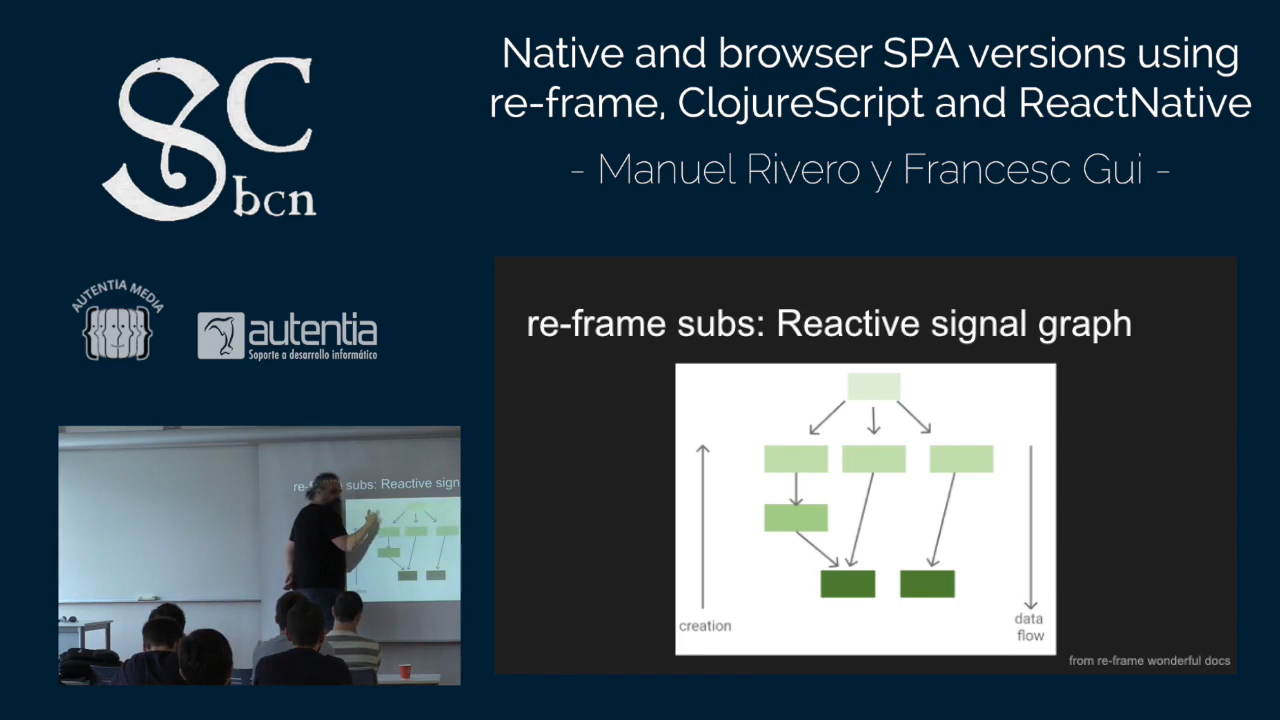 SC
bcn
Native and browser SPA versions using
re-frame, ClojureScript and ReactNative
- Manuel Rivero y Francesc Gui -
AUTENTIA MEDIA
autentia
Soporte a desarrollo informático
re-frame subs: Reactive signal graph
creation
data
flow
from re-frame wonderful docs
re-f e subs: Reactive sign